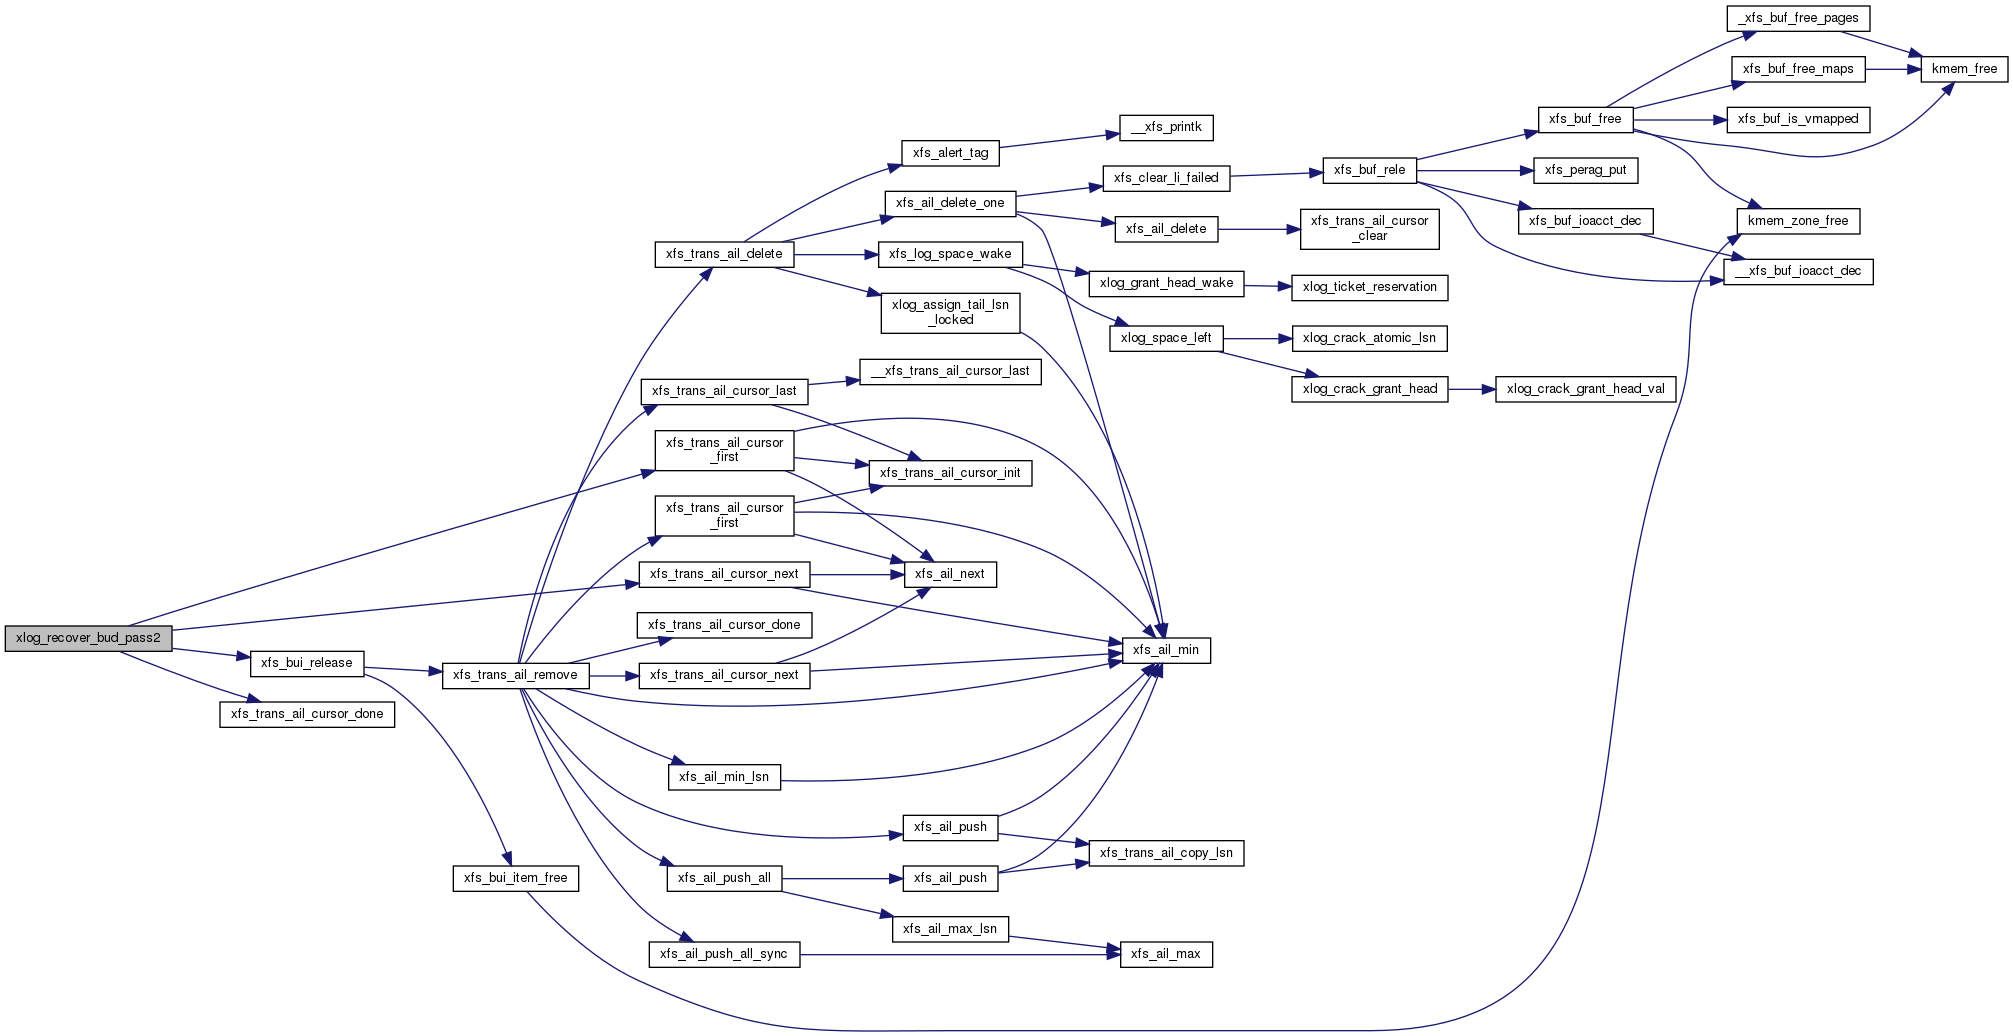 _xfs_buf_free_pages
xfs_buf_free_maps
kmem_free
xfs_buf_free
xfs_buf_is_vmapped
__xfs_printk
xfs_alert_tag
xfs_clear_li_failed
xfs_buf_rele
xfs_perag_put
xfs_ail_delete_one
xfs_ail_delete
xfs_trans_ail_cursor
_clear
xfs_buf_ioacct_dec
kmem_zone_free
xfs_trans_ail_delete
xfs_log_space_wake
__xfs_buf_ioacct_dec
xlog_grant_head_wake
xlog_ticket_reservation
xlog_assign_tail_lsn
_locked
xlog_space_left
xlog_crack_atomic_lsn
__xfs_trans_ail_cursor_last
xfs_trans_ail_cursor_last
xlog_crack_grant_head
xlog_crack_grant_head_val
xfs_trans_ail_cursor
_first
xfs_trans_ail_cursor_init
xfs_trans_ail_cursor
_first
xfs_trans_ail_cursor_next
xfs_ail_next
xfs_trans_ail_cursor_done
xlog_recover_bud_pass2
xfs_bui_release
xfs_trans_ail_remove
xfs_trans_ail_cursor_next
xfs_ail_min
xfs_trans_ail_cursor_done
xfs_ail_min_lsn
xfs_ail_push
xfs_trans_ail_copy_lsn
xfs_bui_item_free
xfs_ail_push_all
xfs_ail_push
xfs_ail_max_lsn
xfs_ail_push_all_sync
xfs_ail_max